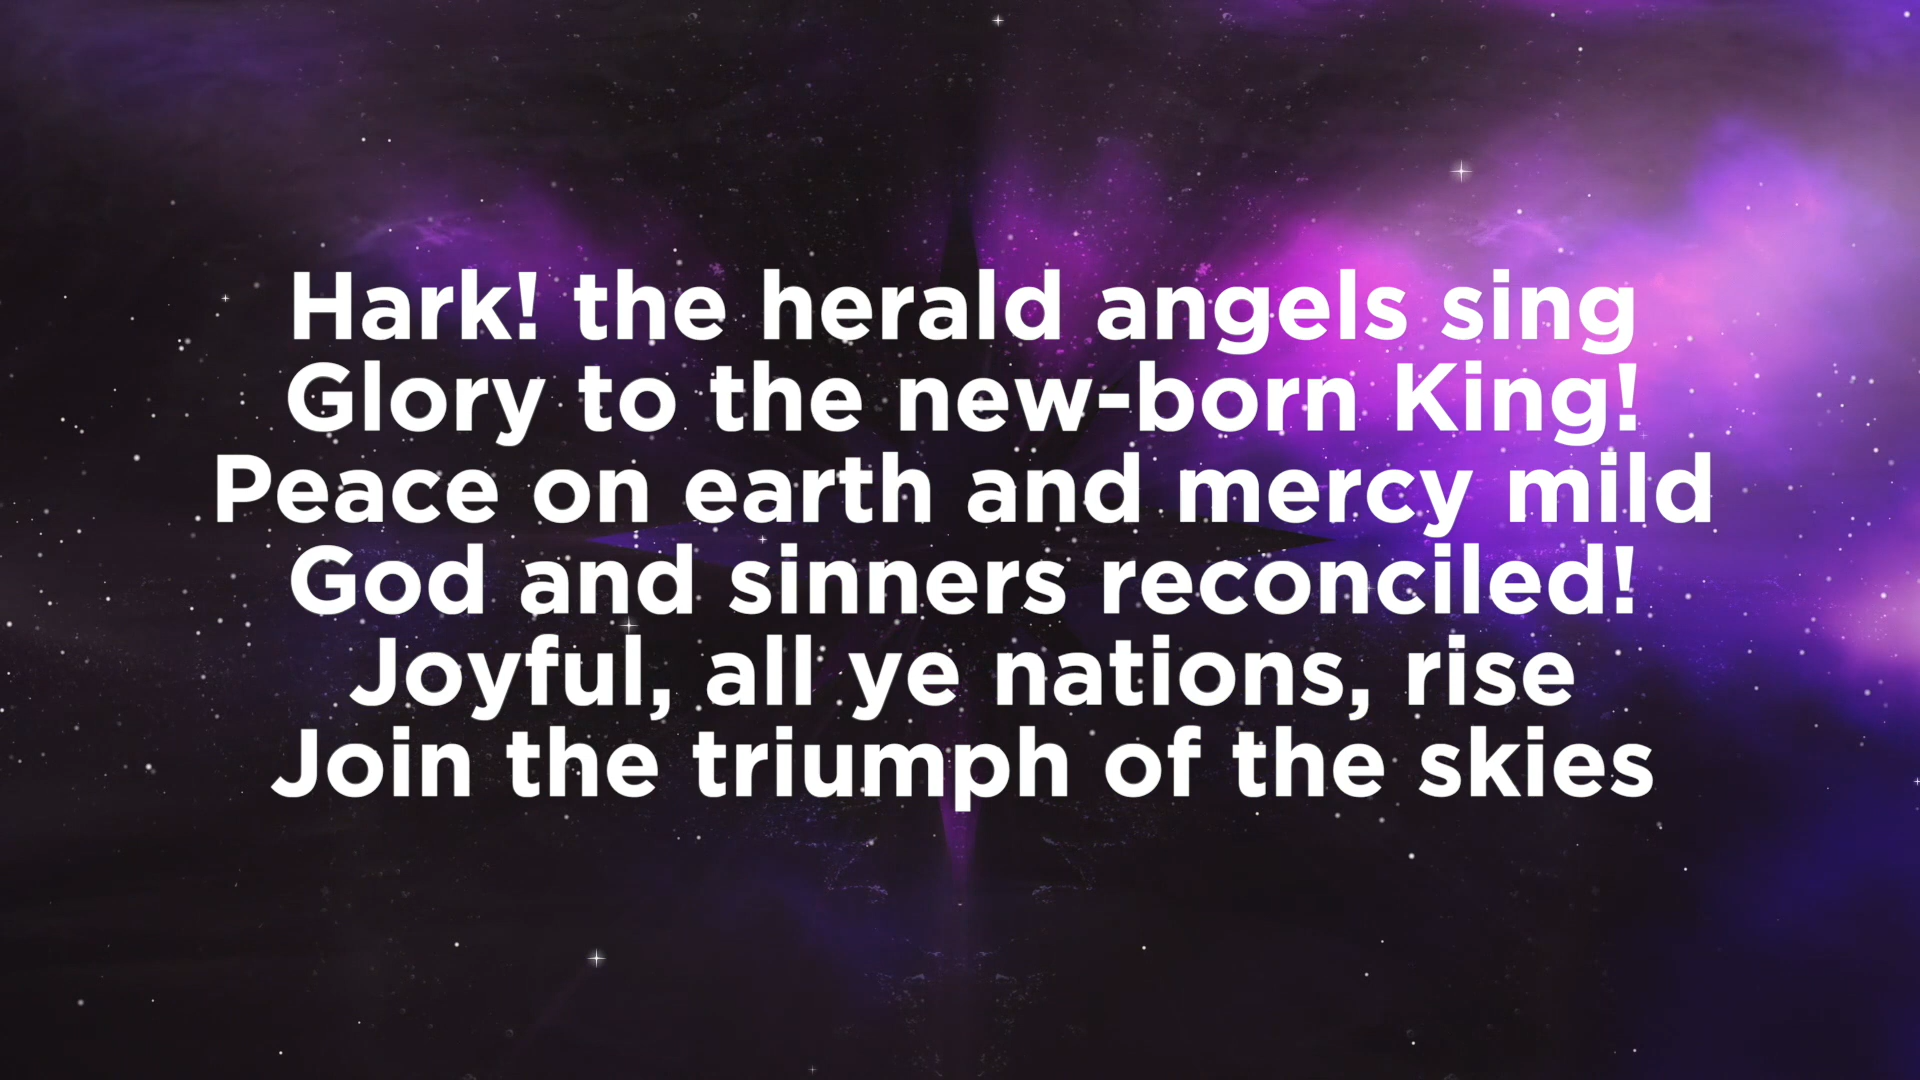 Hark! the herald angels sing
Glory to the new-born King!
Peace on earth and mercy mild
God and sinners reconciled!
Joyful, all ye nations, rise
Join the triumph of the skies